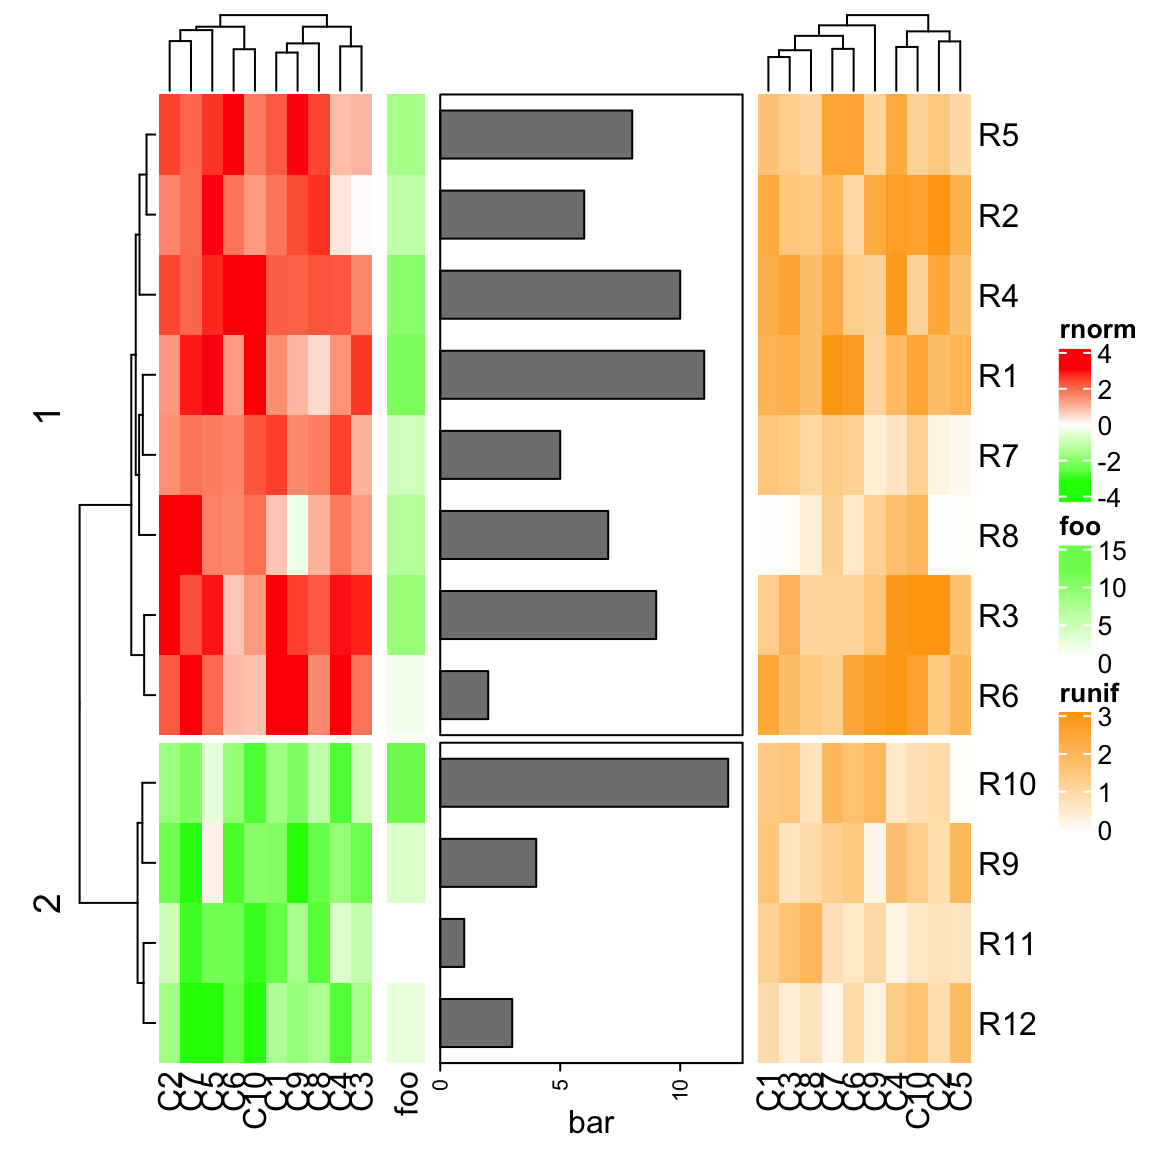 1
2
R5
R2
R4
R1
R7
R8
R3
R6
R10
R9
R11
R12
C2 C7 C5 C6 C10 C1 C9 C8 C4 C3
foo
0 5 10
bar
C1 C3 C8 C7 C6 C9 C4 C10 C2 C5
rnorm
4
2
0
-2
-4
foo
15
10
5
0
runif
3
2
1
0